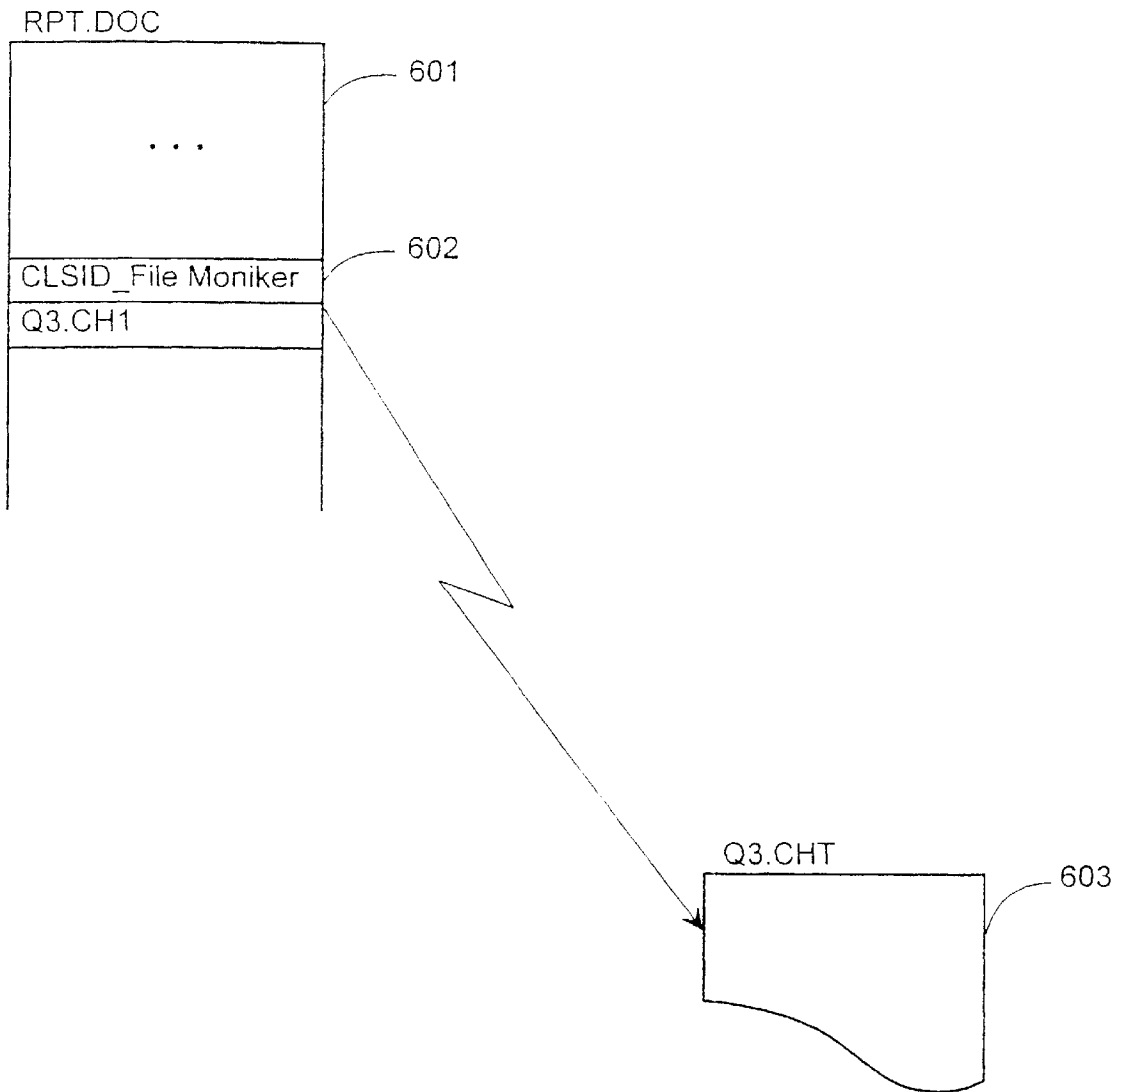 RPT.DOC
601
. . .
602
CLSID_File Moniker
Q3.CH1
Q3.CHT
603